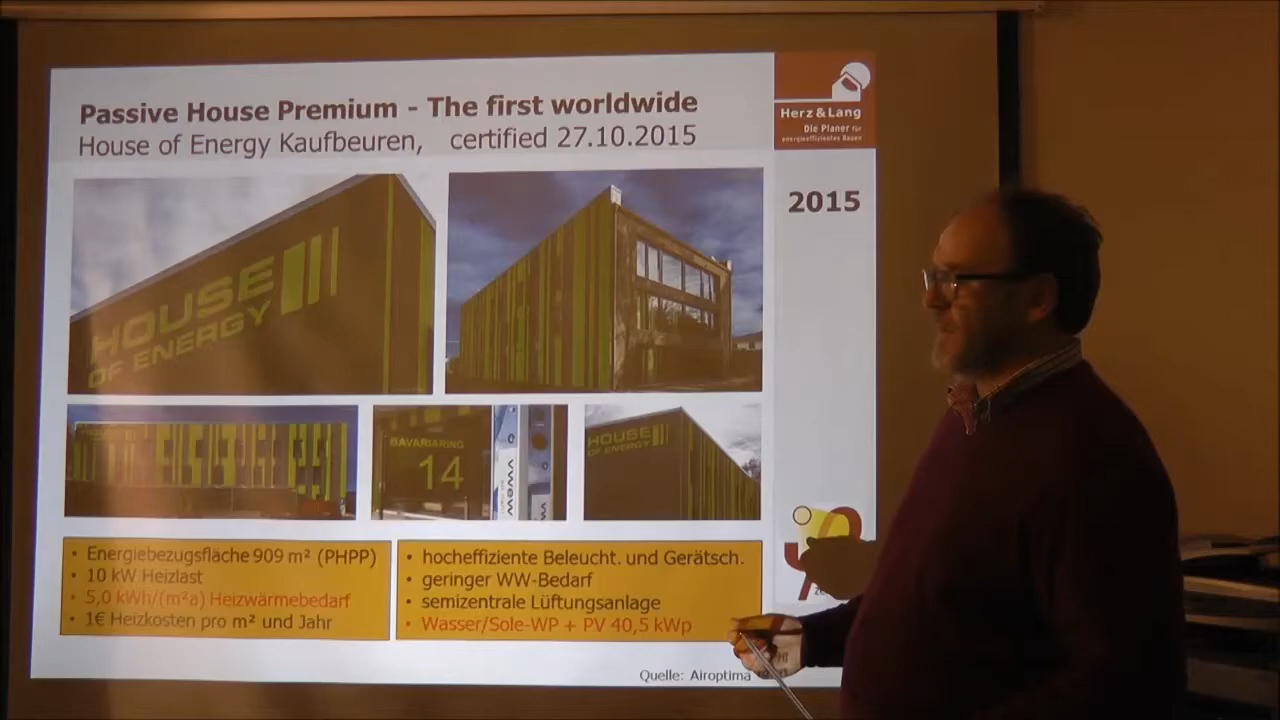 Passive House Premium - The first worldwide
House of Energy Kaufbeuren, certified 27.10.2015
Herz & Lang
Die Planer für
energieeffizientes Bauen
2015
HOUSE
OF ENERGY
BAVARIARING
14
HOUSE
OF ENERGY
• Energiebezugsfläche 909 m² (PHPP)
• 10 kW Heizlast
• 5,0 kWh/(m²a) Heizwärmebedarf
• 1€ Heizkosten pro m² und Jahr
• hocheffiziente Beleucht. und Gerätsch.
• geringer WW-Bedarf
• semizentrale Lüftungsanlage
• Wasser/Sole-WP + PV 40,5 kWp
Quelle: Airoptima